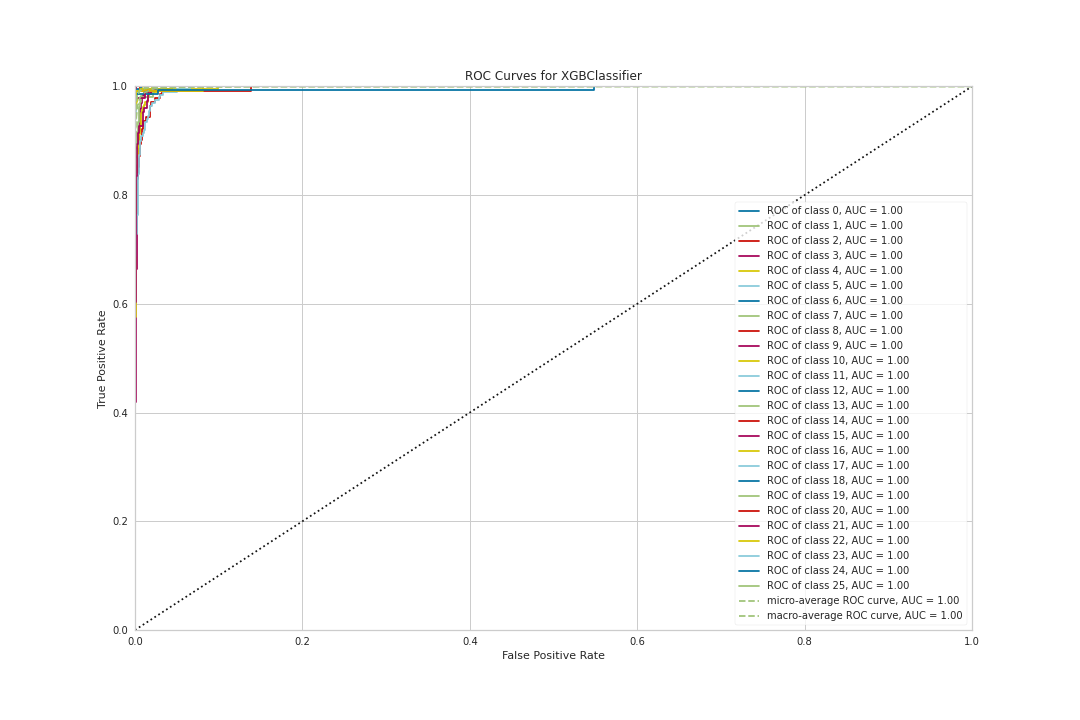 ROC Curves for XGBClassifier
1.0
0.8
0.6
0.4
0.2
0.0
True Positive Rate
ROC of class 0, AUC = 1.00
ROC of class 1, AUC = 1.00
ROC of class 2, AUC = 1.00
ROC of class 3, AUC = 1.00
ROC of class 4, AUC = 1.00
ROC of class 5, AUC = 1.00
ROC of class 6, AUC = 1.00
ROC of class 7, AUC = 1.00
ROC of class 8, AUC = 1.00
ROC of class 9, AUC = 1.00
ROC of class 10, AUC = 1.00
ROC of class 11, AUC = 1.00
ROC of class 12, AUC = 1.00
ROC of class 13, AUC = 1.00
ROC of class 14, AUC = 1.00
ROC of class 15, AUC = 1.00
ROC of class 16, AUC = 1.00
ROC of class 17, AUC = 1.00
ROC of class 18, AUC = 1.00
ROC of class 19, AUC = 1.00
ROC of class 20, AUC = 1.00
ROC of class 21, AUC = 1.00
ROC of class 22, AUC = 1.00
ROC of class 23, AUC = 1.00
ROC of class 24, AUC = 1.00
ROC of class 25, AUC = 1.00
micro-average ROC curve, AUC = 1.00
macro-average ROC curve, AUC = 1.00
0.0 0.2 0.4 0.6 0.8 1.0
False Positive Rate